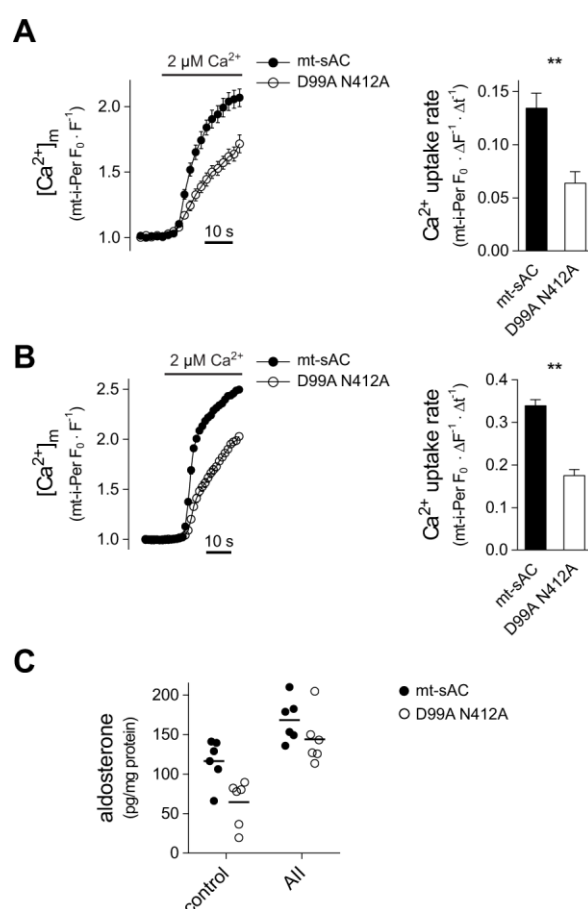 A
2 µM Ca²⁺
mt-sAC
D99A N412A
[Ca²⁺]m
(mt-i-Per F₀ · F⁻¹)
2.0
1.5
1.0
10 s
**
Ca²⁺ uptake rate
(mt-i-Per F₀ · ΔF⁻¹ · Δt⁻¹)
0.15
0.10
0.05
0.00
mt-sAC
D99A N412A
B
2 µM Ca²⁺
mt-sAC
D99A N412A
[Ca²⁺]m
(mt-i-Per F₀ · F⁻¹)
2.5
2.0
1.5
1.0
10 s
**
Ca²⁺ uptake rate
(mt-i-Per F₀ · ΔF⁻¹ · Δt⁻¹)
0.4
0.3
0.2
0.1
0.0
mt-sAC
D99A N412A
C
mt-sAC
D99A N412A
aldosterone
(pg/mg protein)
200
150
100
50
0
control
AII